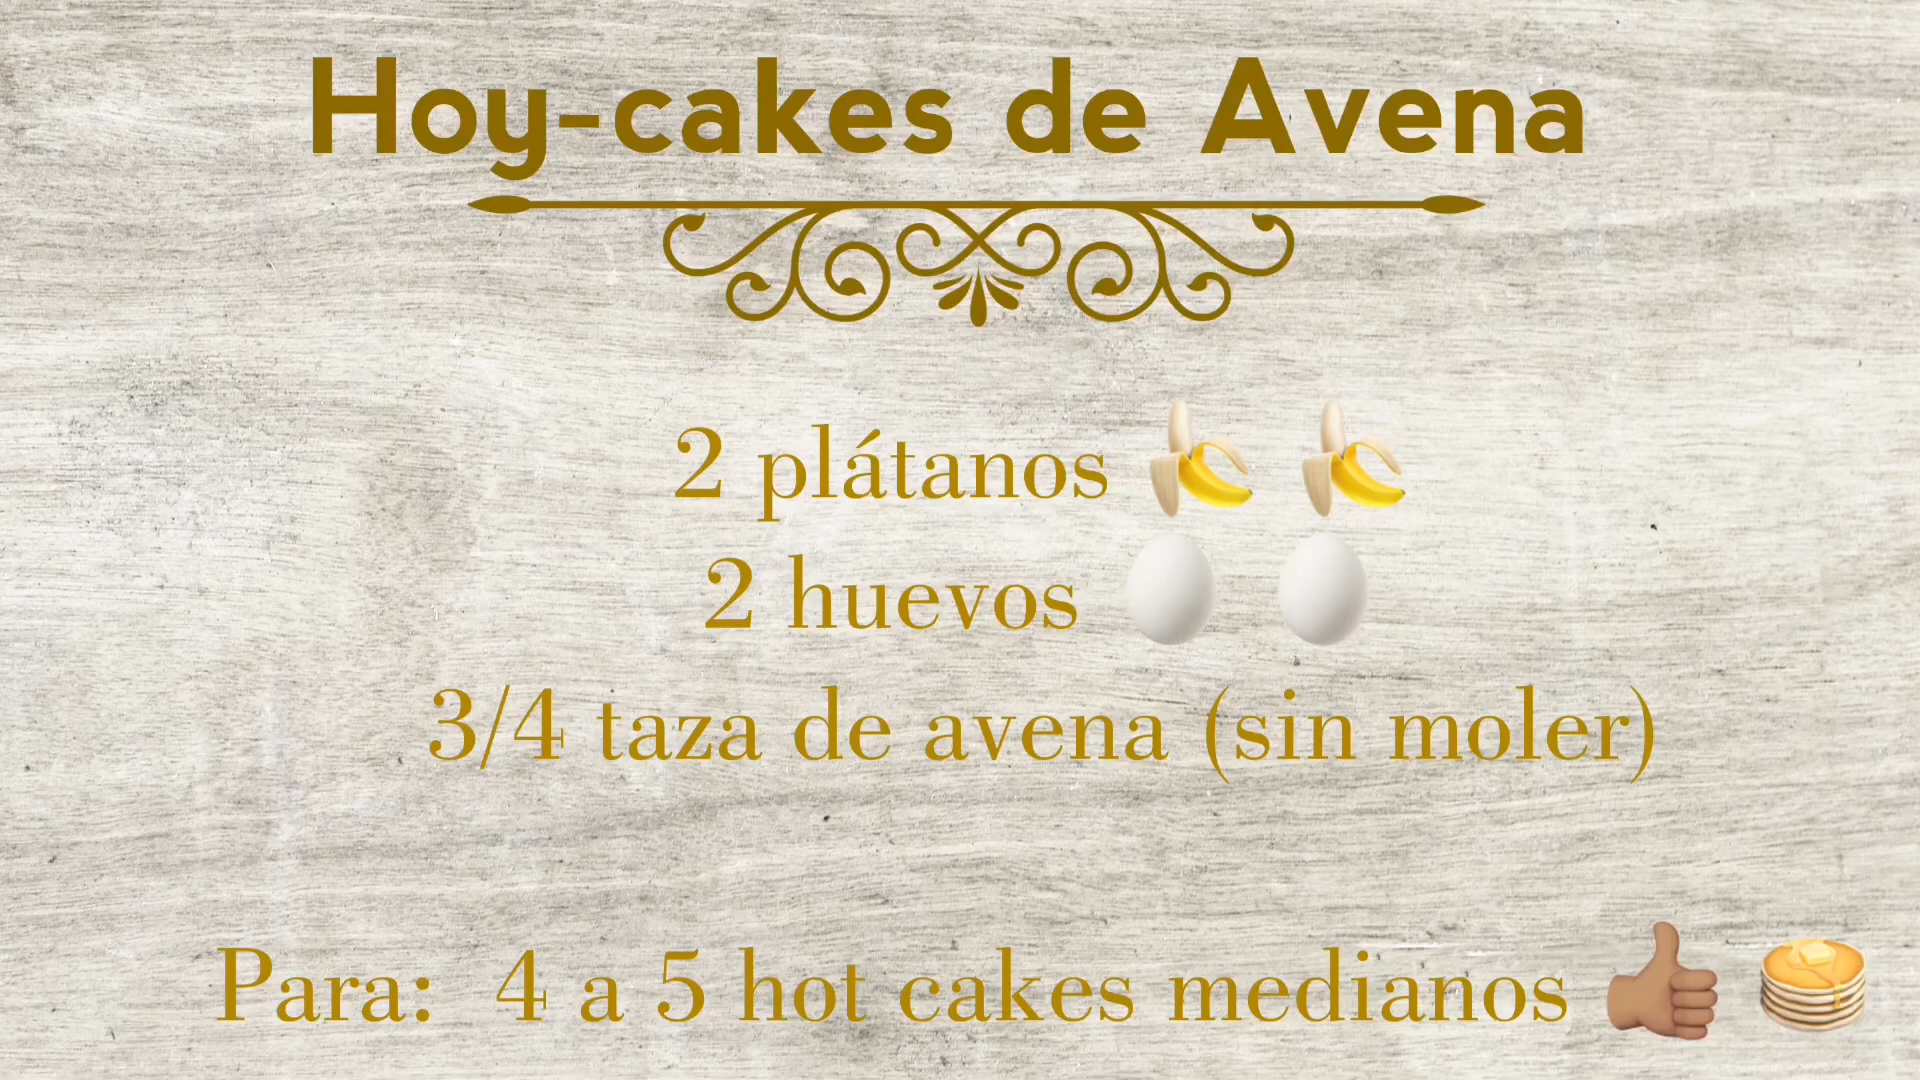 Hoy-cakes de Avena
2 plátanos 🍌 🍌
2 huevos 🥚 🥚
3/4 taza de avena (sin moler)
Para: 4 a 5 hot cakes medianos 👍🏽 🥞